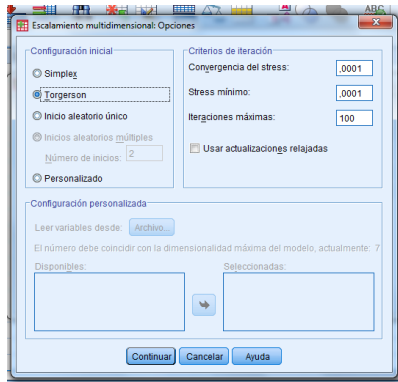 ABC
Escalamiento multidimensional: Opciones
Configuración inicial
Simplex
Torgerson
Inicio aleatorio único
Inicios aleatorios múltiples
Número de inicios: 2
Personalizado
Criterios de iteración
Convergencia del stress: ,0001
Stress mínimo: ,0001
Iteraciones máximas: 100
Usar actualizaciones relajadas
Configuración personalizada
Leer variables desde: Archivo...
El número debe coincidir con la dimensionalidad máxima del modelo, actualmente: 7
Disponibles: Seleccionadas:
Continuar Cancelar Ayuda